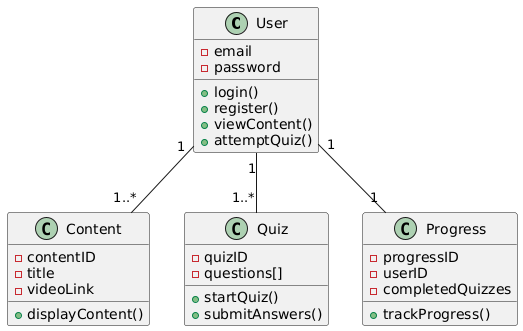 C User
email
password
login()
register()
viewContent()
attemptQuiz()
1 1 1
1..* 1..* 1
C Content
contentID
title
videoLink
displayContent()
C Quiz
quizID
questions[]
startQuiz()
submitAnswers()
C Progress
progressID
userID
completedQuizzes
trackProgress()